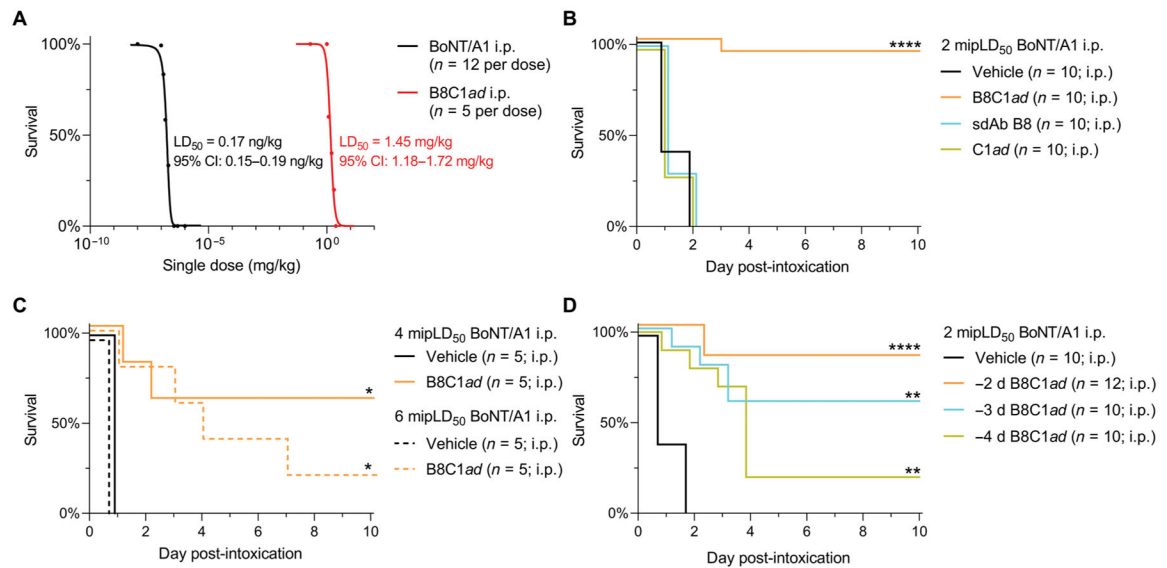 A
100%
50%
0%
Survival
10⁻¹⁰
10⁻⁵
10⁰
Single dose (mg/kg)
BoNT/A1 i.p.
(n = 12 per dose)
B8C1ad i.p.
(n = 5 per dose)
LD₅₀ = 0.17 ng/kg
95% CI: 0.15–0.19 ng/kg
LD₅₀ = 1.45 mg/kg
95% CI: 1.18–1.72 mg/kg
B
100%
50%
0%
Survival
0 2 4 6 8 10
Day post-intoxication
****
2 mipLD₅₀ BoNT/A1 i.p.
Vehicle (n = 10; i.p.)
B8C1ad (n = 10; i.p.)
sdAb B8 (n = 10; i.p.)
C1ad (n = 10; i.p.)
C
100%
50%
0%
Survival
0 2 4 6 8 10
Day post-intoxication
*
*
4 mipLD₅₀ BoNT/A1 i.p.
Vehicle (n = 5; i.p.)
B8C1ad (n = 5; i.p.)
6 mipLD₅₀ BoNT/A1 i.p.
Vehicle (n = 5; i.p.)
B8C1ad (n = 5; i.p.)
D
100%
50%
0%
Survival
0 2 4 6 8 10
Day post-intoxication
****
**
**
2 mipLD₅₀ BoNT/A1 i.p.
Vehicle (n = 10; i.p.)
−2 d B8C1ad (n = 12; i.p.)
−3 d B8C1ad (n = 10; i.p.)
−4 d B8C1ad (n = 10; i.p.)